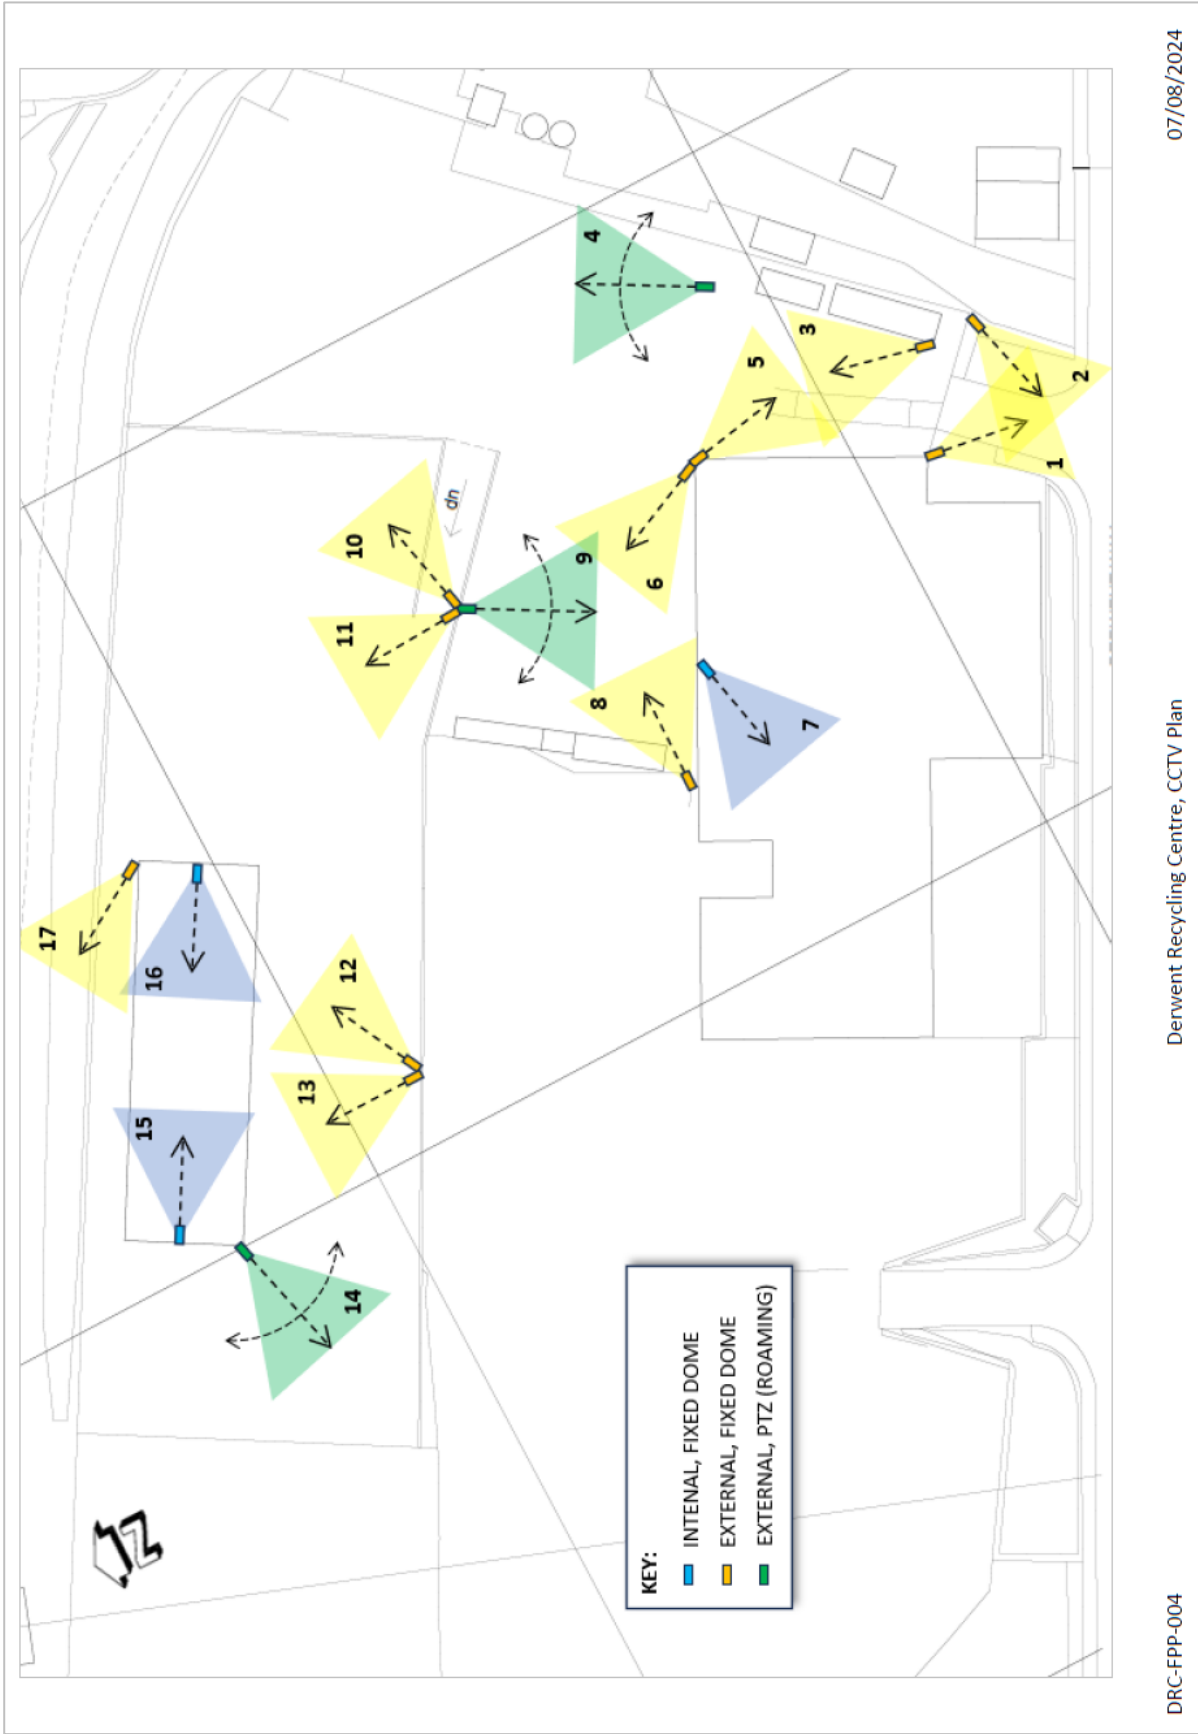 N
17
15
16
13
12
14
11
10
dn
9
8
6
4
5
7
3
1
2
KEY:
INTENAL, FIXED DOME
EXTERNAL, FIXED DOME
EXTERNAL, PTZ (ROAMING)
DRC-FPP-004
Derwent Recycling Centre, CCTV Plan
07/08/2024